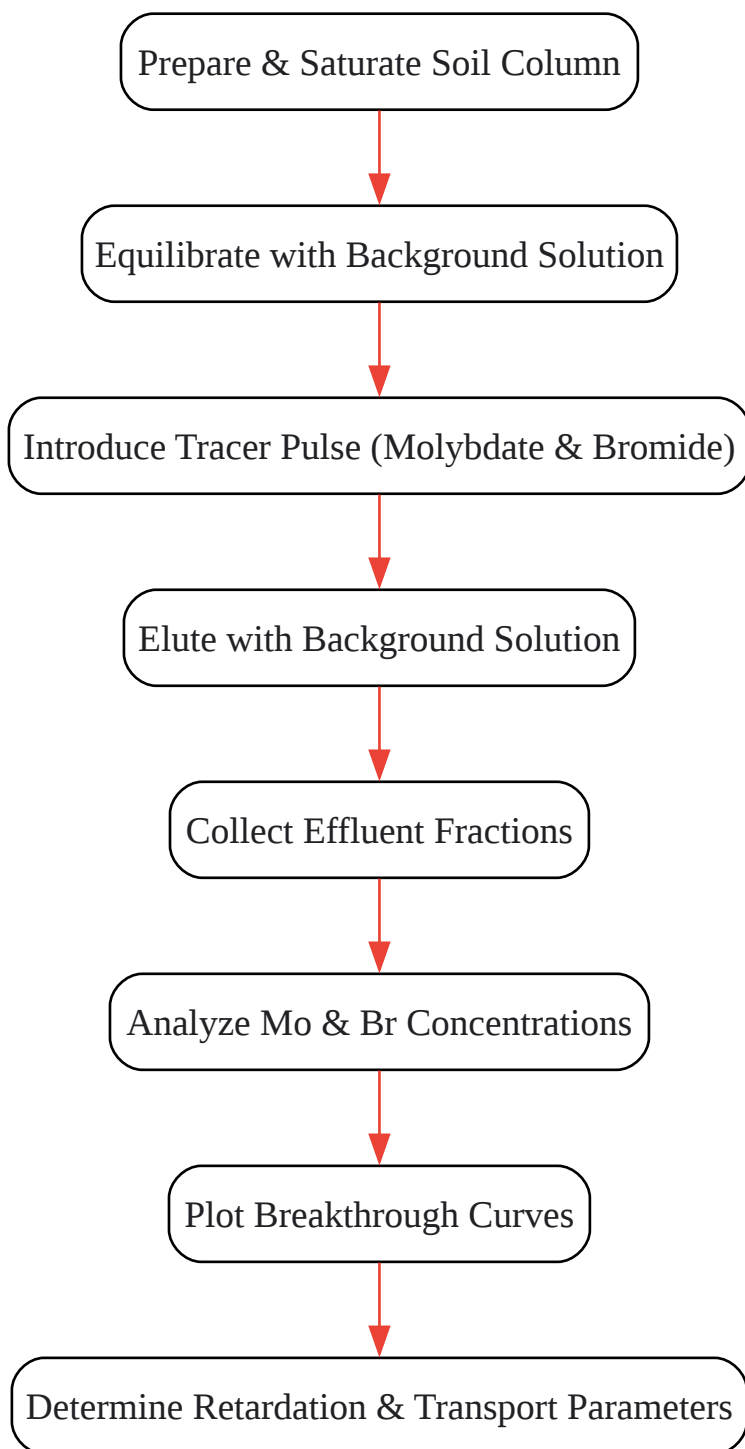 Prepare & Saturate Soil Column
Equilibrate with Background Solution
Introduce Tracer Pulse (Molybdate & Bromide)
Elute with Background Solution
Collect Effluent Fractions
Analyze Mo & Br Concentrations
Plot Breakthrough Curves
Determine Retardation & Transport Parameters